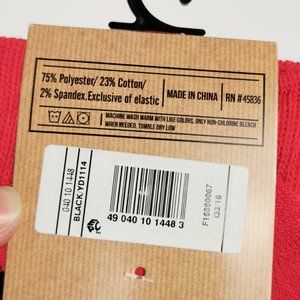 75% Polyester/ 23% Cotton/
2% Spandex.Exclusive of elastic
MADE IN CHINA
RN #45836
MACHINE WASH WARM WITH LIKE COLORS, ONLY NON-CHLORINE BLEACH
WHEN NEEDED, TUMBLE DRY LOW
040 10 1448
BLACK.YD1114
49 040 10 1448 3
F15860067
Q3/16